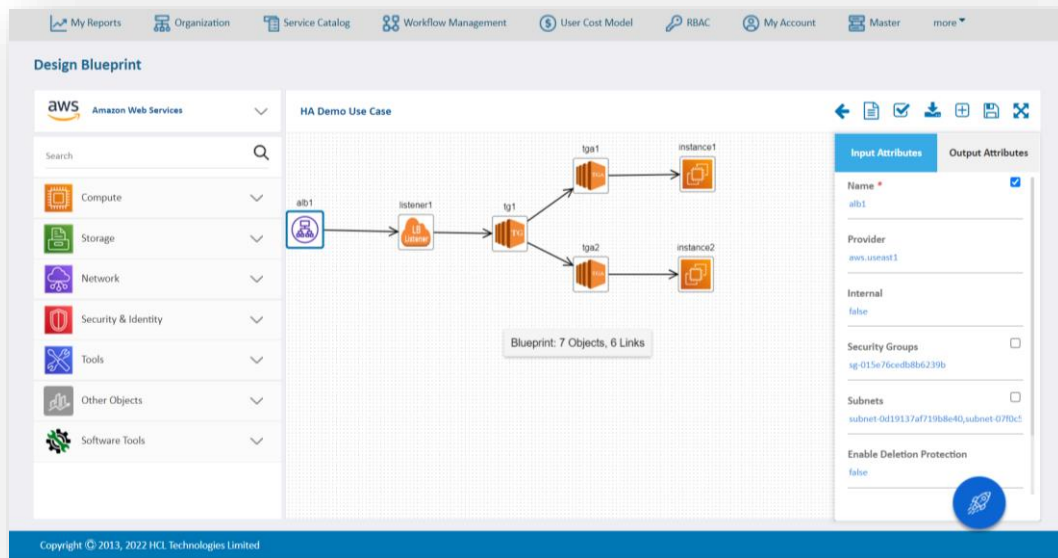 My Reports
Organization
Service Catalog
Workflow Management
User Cost Model
RBAC
My Account
Master
more
Design Blueprint
aws Amazon Web Services
Search
Compute
Storage
Network
Security & Identity
Tools
Other Objects
Software Tools
HA Demo Use Case
alb1
listener1
LB
Listener
tg1
TG
tga1
TGA
instance1
tga2
TGA
instance2
Blueprint: 7 Objects, 6 Links
Input Attributes
Output Attributes
Name *
alb1
Provider
aws.useast1
Internal
false
Security Groups
sg-015e76cedb8b6239b
Subnets
subnet-0d19137af719b8e40,subnet-07f0c5
Enable Deletion Protection
false
Copyright © 2013, 2022 HCL Technologies Limited